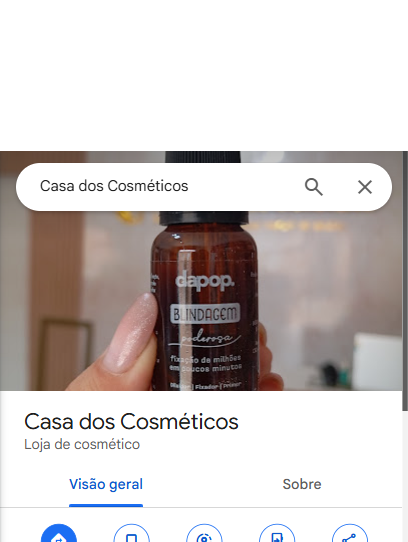 Casa dos Cosméticos
dapop.
BLINDAGEM
poderosa
fixação de milhões
em poucos minutos
Casa dos Cosméticos
Loja de cosmético
Visão geral
Sobre